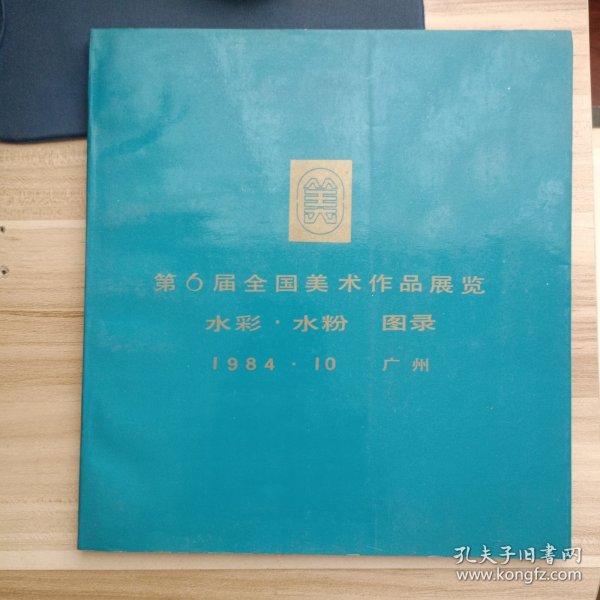 美
第6届全国美术作品展览
水彩·水粉 图录
1984·10 广州
孔夫子旧书网
www.kongfz.com